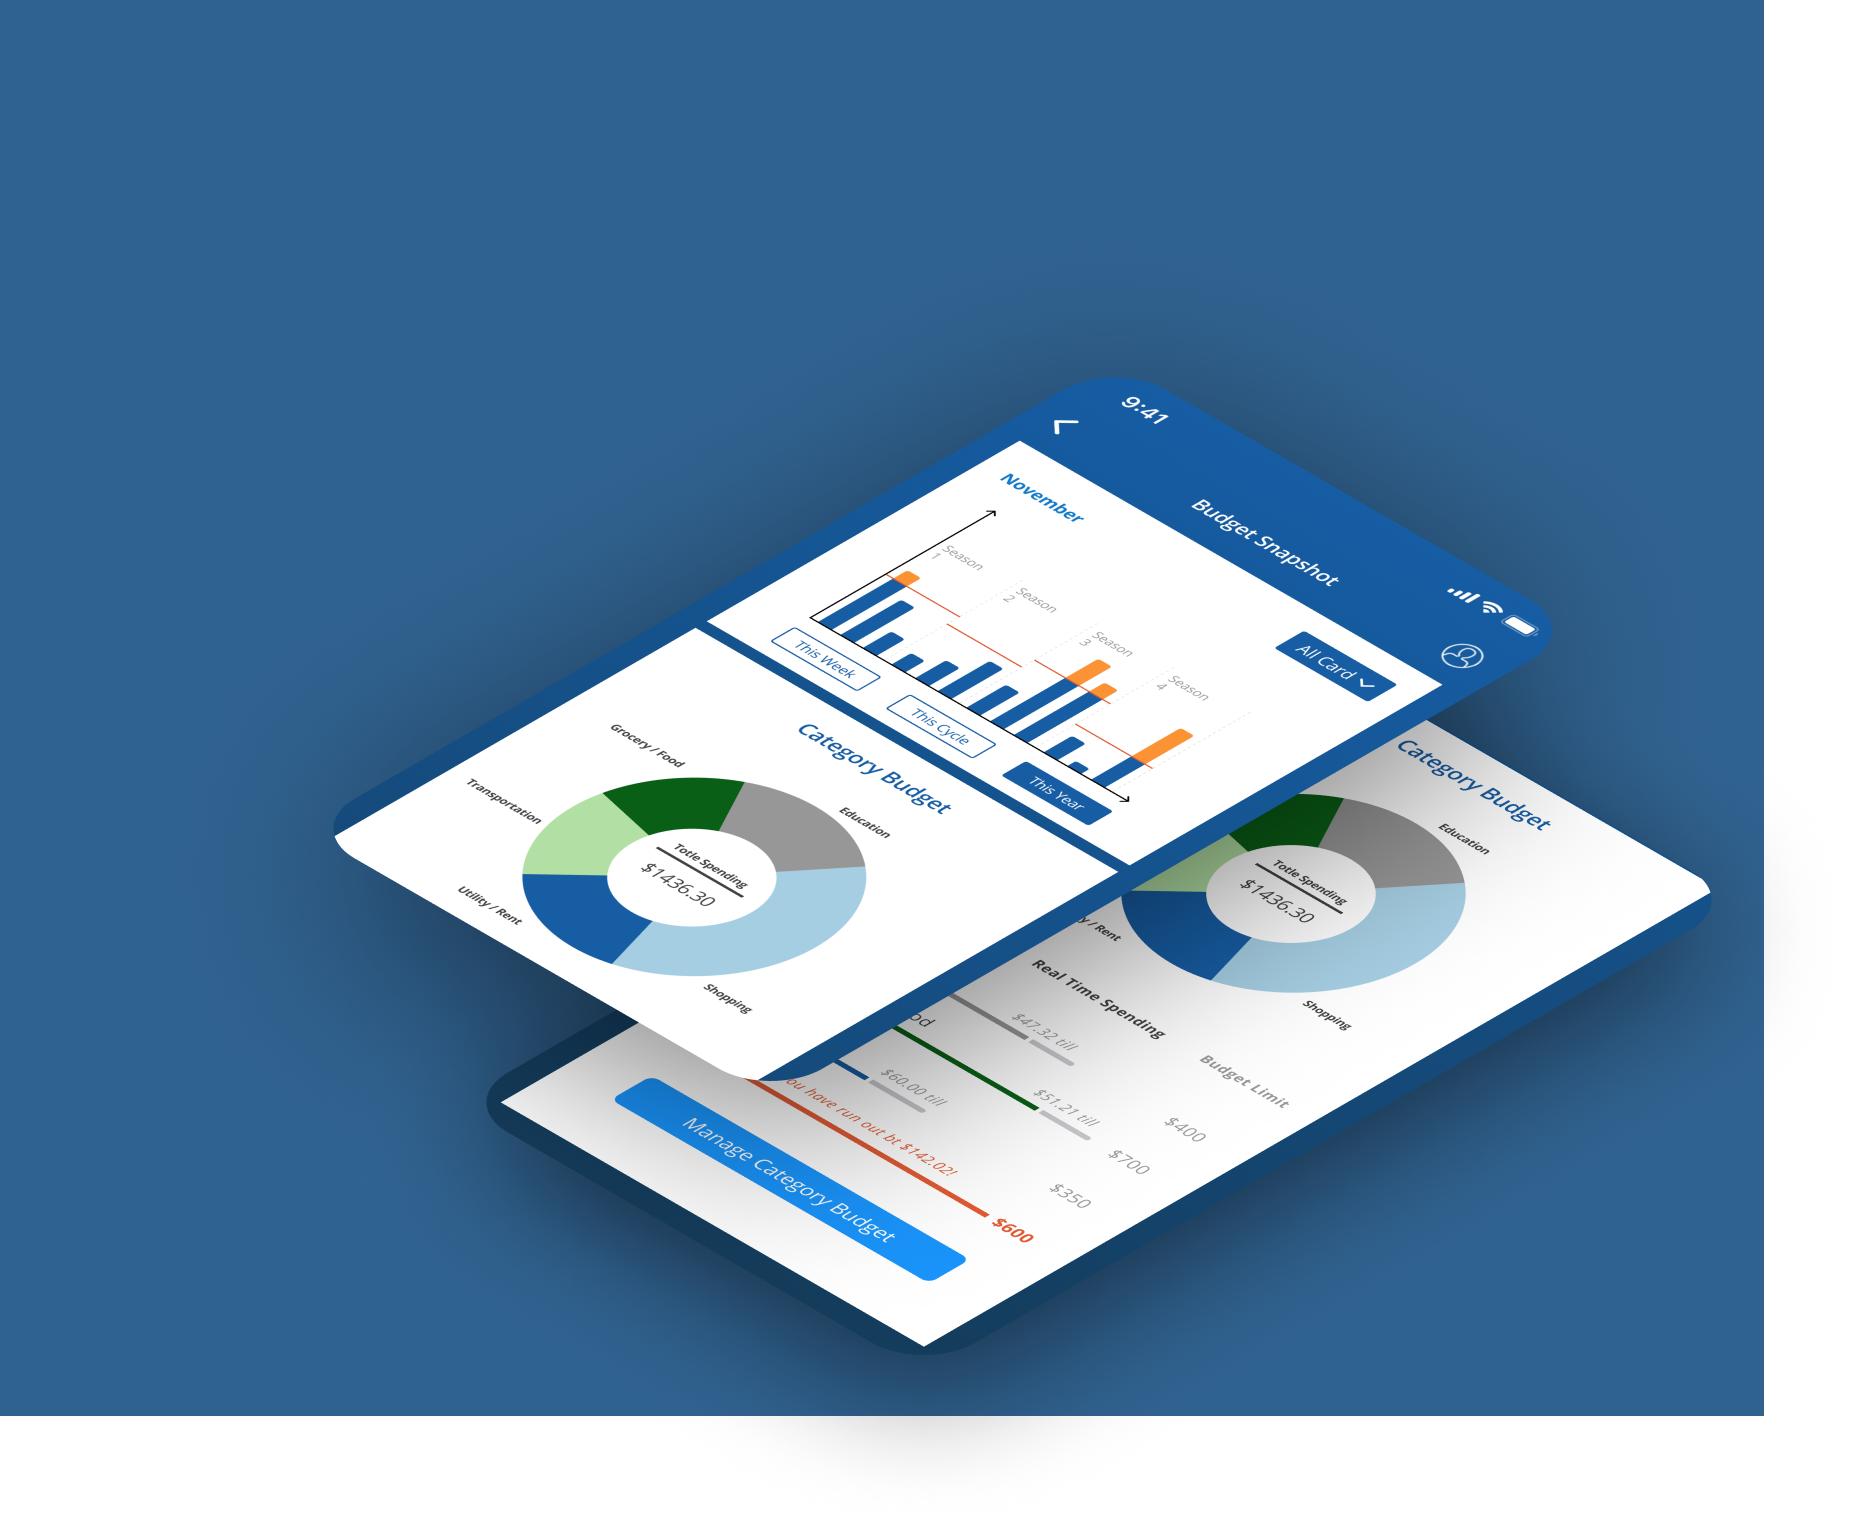 9:41
Budget Snapshot
November
All Card
Season
1
Season
2
Season
3
Season
4
This Week
This Cycle
This Year
Category Budget
Grocery / Food
Transportation
Education
Totle Spending
$1436.30
Utility / Rent
Shopping
Category Budget
Education
Totle Spending
$1436.30
/ Rent
Shopping
Real Time Spending
Budget Limit
$47.32 till
$400
$51.21 till
$700
$60.00 till
$350
ou have run out bt $142.02!
$600
Manage Category Budget